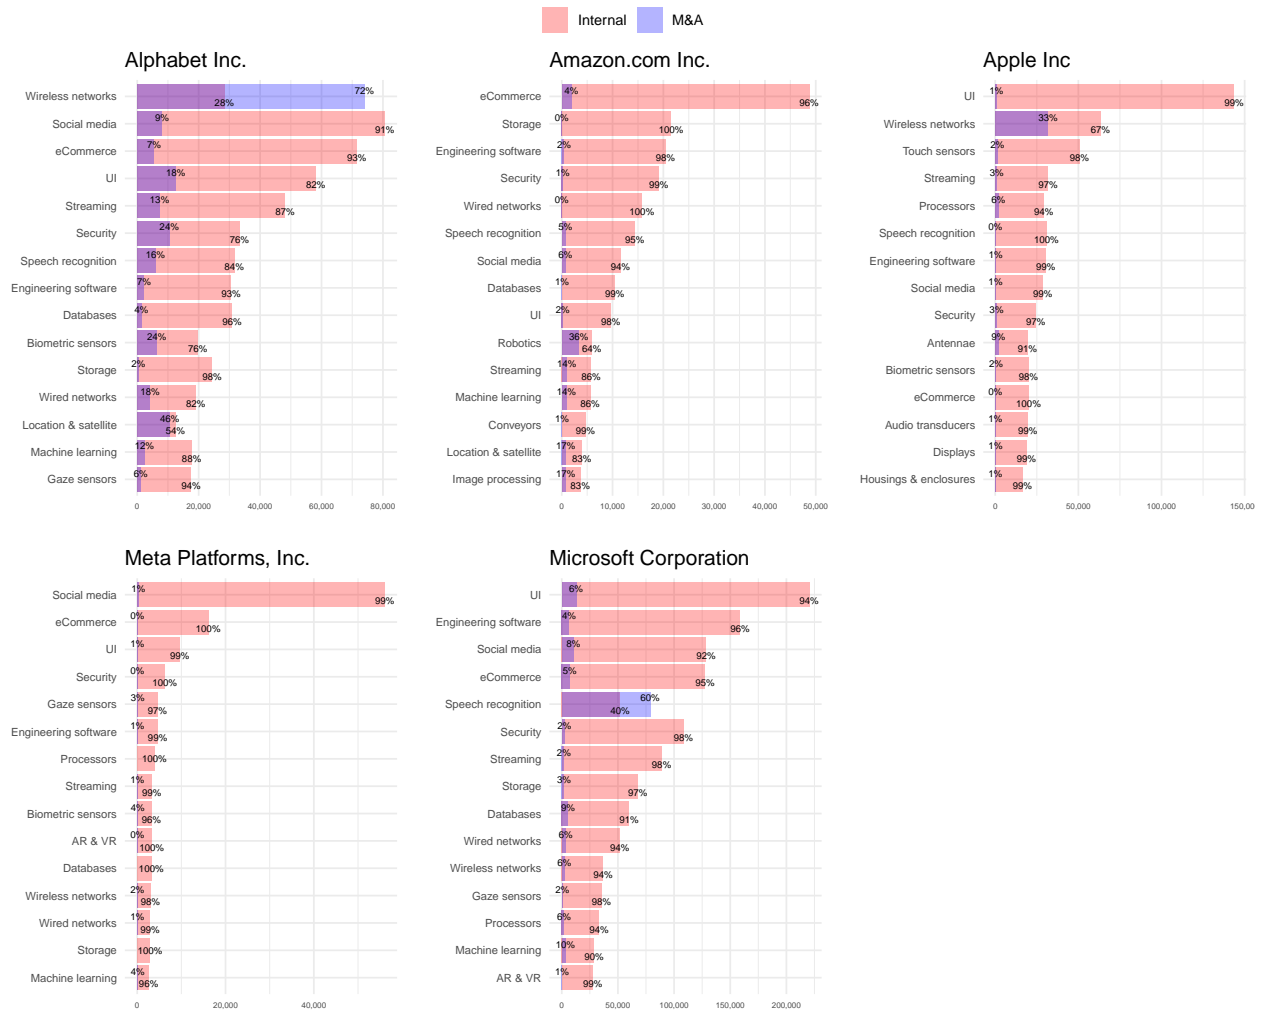 Internal M&A
Alphabet Inc.
Wireless networks 72% 28%
Social media 9% 91%
eCommerce 7% 93%
UI 18% 82%
Streaming 13% 87%
Security 24% 76%
Speech recognition 16% 84%
Engineering software 7% 93%
Databases 4% 96%
Biometric sensors 24% 76%
Storage 2% 98%
Wired networks 18% 82%
Location & satellite 46% 54%
Machine learning 12% 88%
Gaze sensors 6% 94%
0 20,000 40,000 60,000 80,000
Amazon.com Inc.
eCommerce 4% 96%
Storage 0% 100%
Engineering software 2% 98%
Security 1% 99%
Wired networks 0% 100%
Speech recognition 5% 95%
Social media 6% 94%
Databases 1% 99%
UI 2% 98%
Robotics 36% 64%
Streaming 14% 86%
Machine learning 14% 86%
Conveyors 1% 99%
Location & satellite 17% 83%
Image processing 17% 83%
0 10,000 20,000 30,000 40,000 50,000
Apple Inc
UI 1% 99%
Wireless networks 33% 67%
Touch sensors 2% 98%
Streaming 3% 97%
Processors 6% 94%
Speech recognition 0% 100%
Engineering software 1% 99%
Social media 1% 99%
Security 3% 97%
Antennae 9% 91%
Biometric sensors 2% 98%
eCommerce 0% 100%
Audio transducers 1% 99%
Displays 1% 99%
Housings & enclosures 1% 99%
0 50,000 100,000 150,00
Meta Platforms, Inc.
Social media 1% 99%
eCommerce 0% 100%
UI 1% 99%
Security 0% 100%
Gaze sensors 3% 97%
Engineering software 1% 99%
Processors 100%
Streaming 1% 99%
Biometric sensors 4% 96%
AR & VR 0% 100%
Databases 100%
Wireless networks 2% 98%
Wired networks 1% 99%
Storage 100%
Machine learning 4% 96%
0 20,000 40,000
Microsoft Corporation
UI 6% 94%
Engineering software 4% 96%
Social media 8% 92%
eCommerce 5% 95%
Speech recognition 60% 40%
Security 2% 98%
Streaming 2% 98%
Storage 3% 97%
Databases 9% 91%
Wired networks 6% 94%
Wireless networks 6% 94%
Gaze sensors 2% 98%
Processors 6% 94%
Machine learning 10% 90%
AR & VR 1% 99%
0 50,000 100,000 150,000 200,000